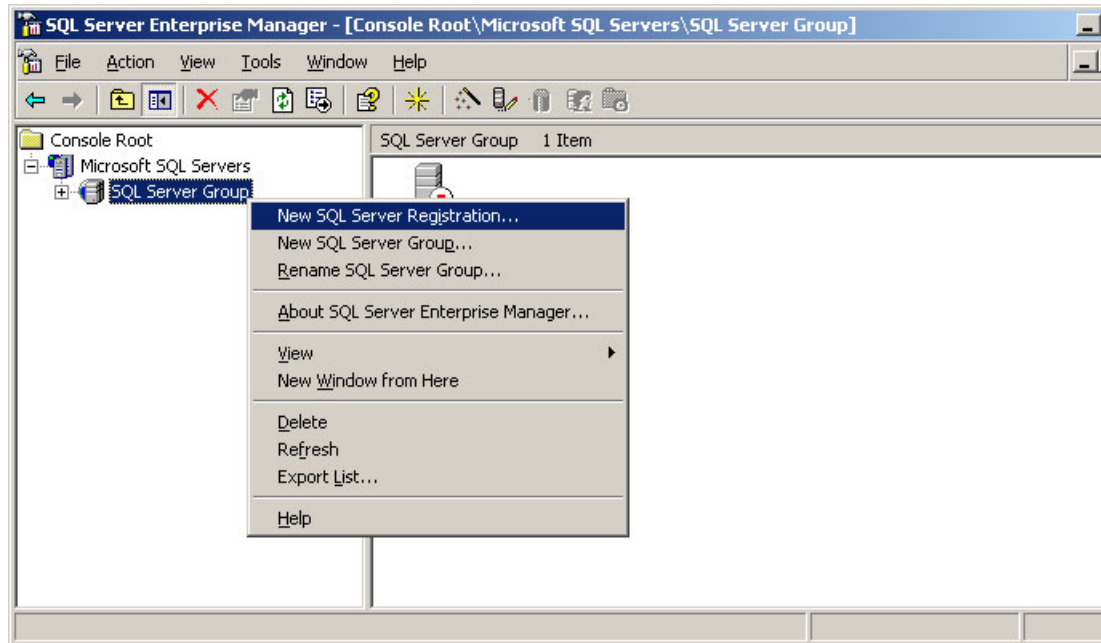 SQL Server Enterprise Manager - [Console Root\Microsoft SQL Servers\SQL Server Group]
File Action View Tools Window Help
Console Root
SQL Server Group 1 Item
Microsoft SQL Servers
SQL Server Group
New SQL Server Registration...
New SQL Server Group...
Rename SQL Server Group...
About SQL Server Enterprise Manager...
View
New Window from Here
Delete
Refresh
Export List...
Help